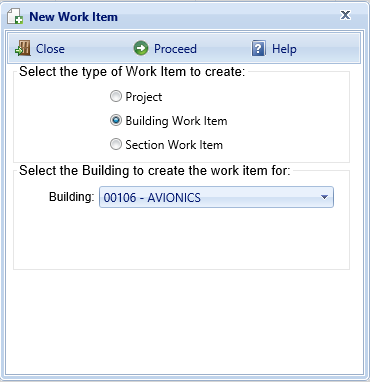 New Work Item
Close Proceed Help
Select the type of Work Item to create:
Project
Building Work Item
Section Work Item
Select the Building to create the work item for:
Building: 00106 - AVIONICS